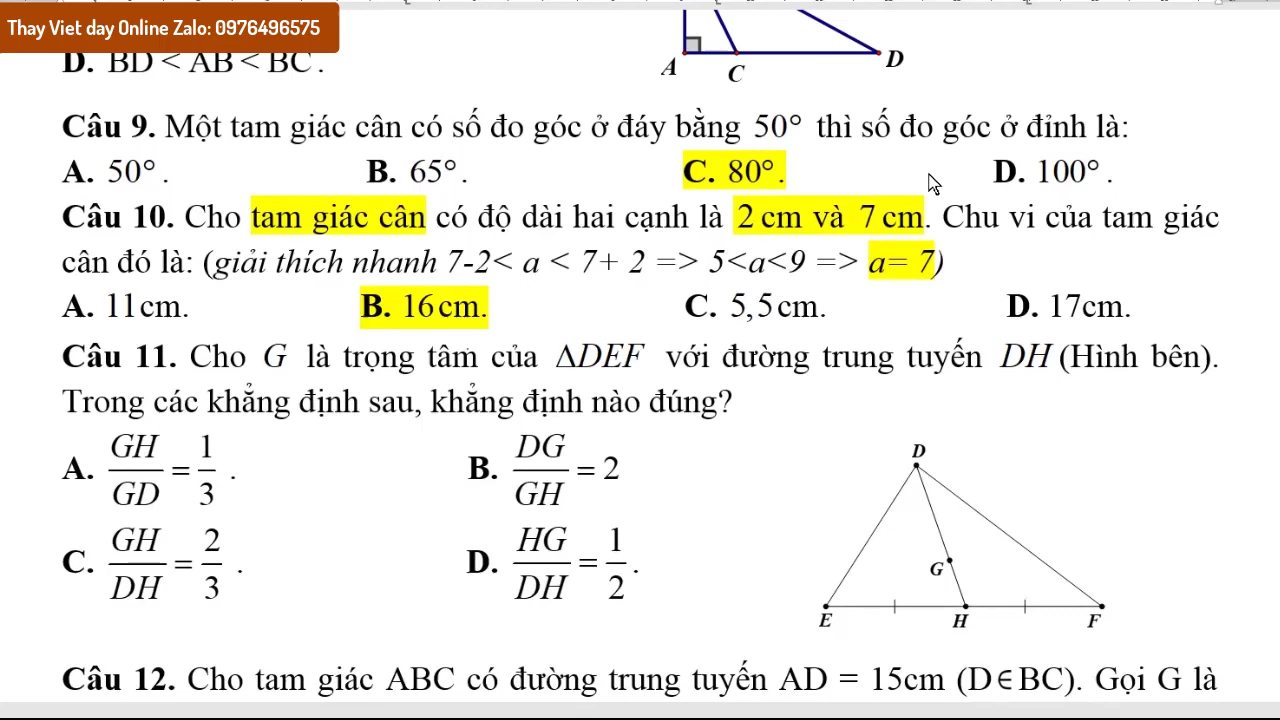 Thay Viet day Online Zalo: 0976496575
A C D
D. BD < AB < BC .
Câu 9. Một tam giác cân có số đo góc ở đáy bằng 50° thì số đo góc ở đỉnh là:
A. 50° . B. 65° . C. 80° . D. 100° .
Câu 10. Cho tam giác cân có độ dài hai cạnh là 2 cm và 7 cm. Chu vi của tam giác
cân đó là: (giải thích nhanh 7-2< a < 7+ 2 => 5<a<9 => a= 7)
A. 11cm. B. 16cm. C. 5,5cm. D. 17cm.
Câu 11. Cho G là trọng tâm của ΔDEF với đường trung tuyến DH (Hình bên).
Trong các khẳng định sau, khẳng định nào đúng?
A. GH/GD = 1/3 . B. DG/GH = 2
C. GH/DH = 2/3 . D. HG/DH = 1/2 .
D
G
E H F
Câu 12. Cho tam giác ABC có đường trung tuyến AD = 15cm (D∈BC). Gọi G là